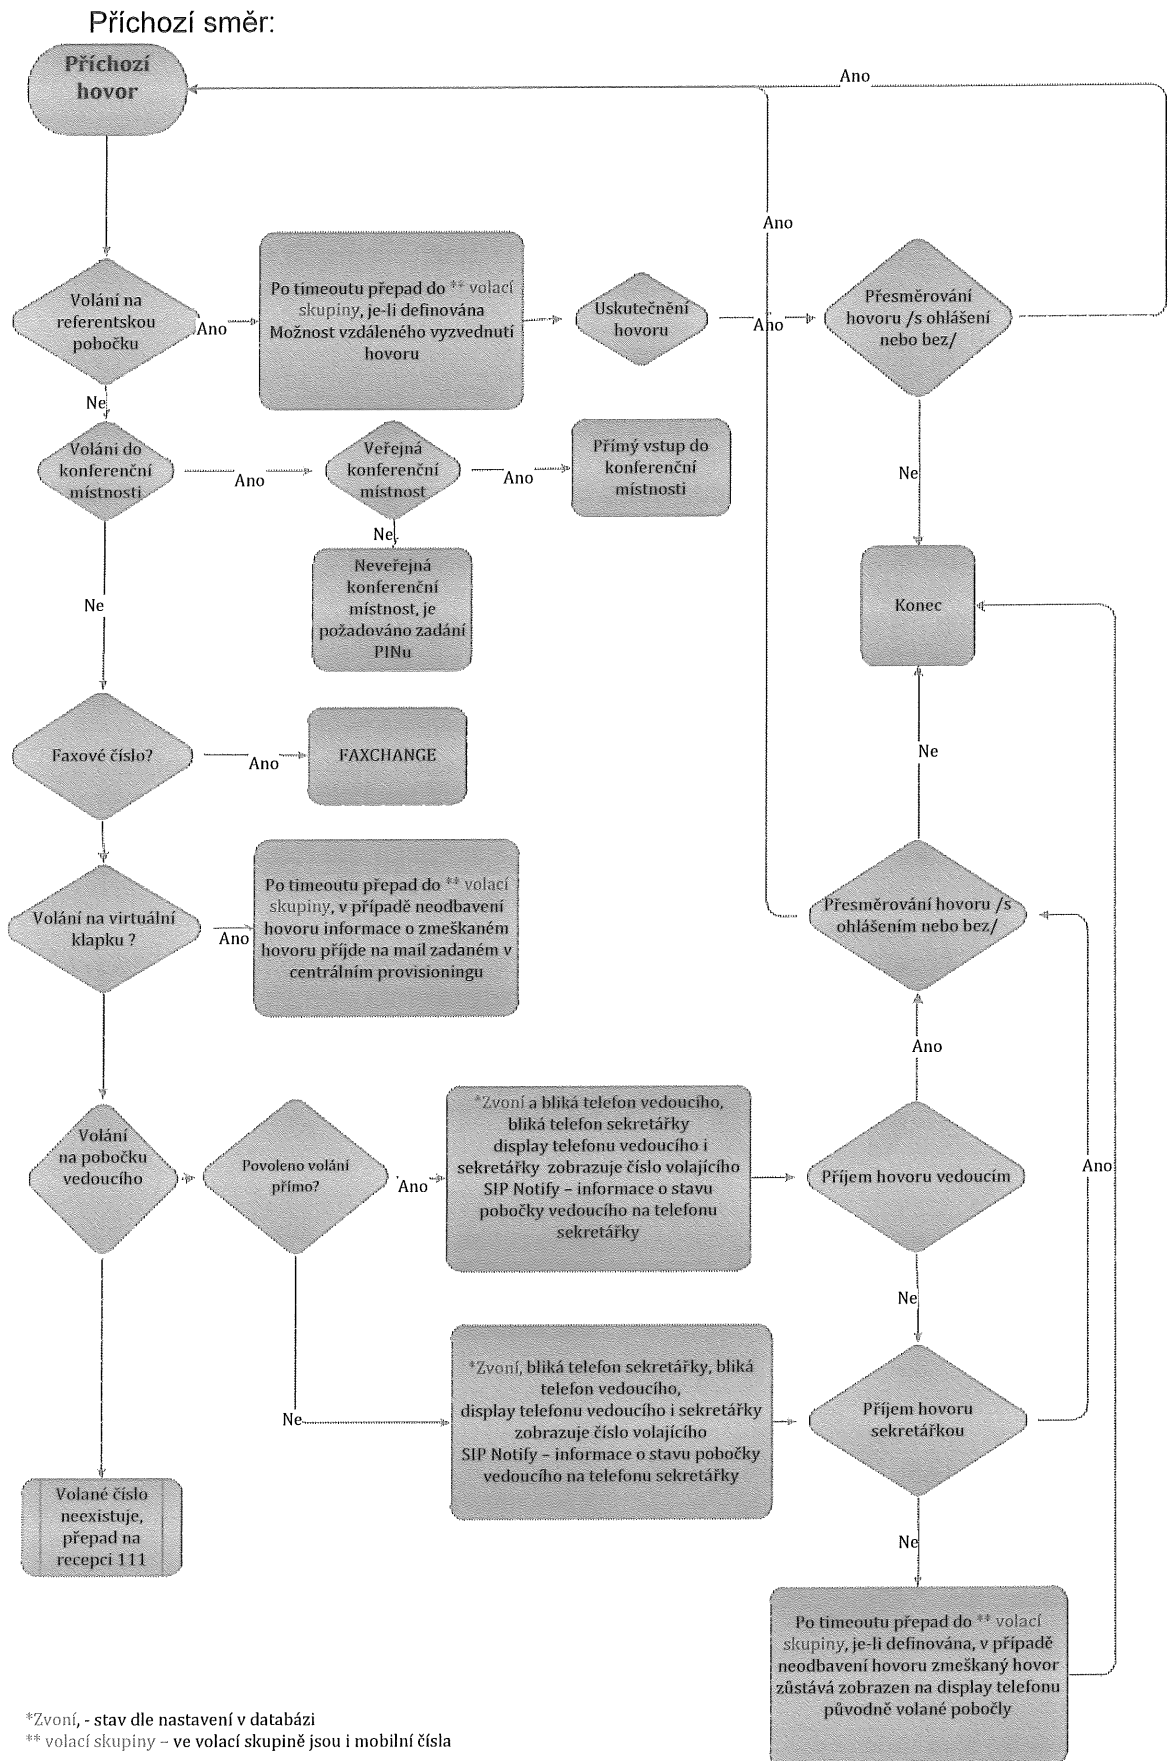 Příchozí směr:
Příchozí
hovor
Ano
Ano
Volání na
referentskou
pobočku
Ano
Po timeoutu přepad do ** volací
skupiny, je-li definována
Možnost vzdáleného vyzvednutí
hovoru
Uskutečnění
hovoru
Ano
Přesměrování
hovoru /s ohlášení
nebo bez/
Ne
Volání do
konferenční
místnosti
Ano
Veřejná
konferenční
místnost
Ano
Přímý vstup do
konferenční
místnosti
Ne
Ne
Neveřejná
konferenční
místnost, je
požadováno zadání
PINu
Konec
Ne
Faxové číslo?
Ano
FAXCHANGE
Ne
Volání na virtuální
klapku ?
Ano
Po timeoutu přepad do ** volací
skupiny, v případě neodbavení
hovoru informace o zmeškaném
hovoru příjde na mail zadaném v
centrálním provisioningu
Přesměrování hovoru /s
ohlášením nebo bez/
Ano
Volání
na pobočku
vedoucího
Povoleno volání
přímo?
Ano
*Zvoní a bliká telefon vedoucího,
bliká telefon sekretářky
display telefonu vedoucího i
sekretářky zobrazuje číslo volajícího
SIP Notify – informace o stavu
pobočky vedoucího na telefonu
sekretářky
Příjem hovoru vedoucím
Ano
Ne
Ne
*Zvoní, bliká telefon sekretářky, bliká
telefon vedoucího,
display telefonu vedoucího i sekretářky
zobrazuje číslo volajícího
SIP Notify – informace o stavu pobočky
vedoucího na telefonu sekretářky
Příjem hovoru
sekretářkou
Volané číslo
neexistuje,
přepad na
recepci 111
Ne
Po timeoutu přepad do ** volací
skupiny, je-li definována, v případě
neodbavení hovoru zmeškaný hovor
zůstává zobrazen na display telefonu
původně volané pobočly
*Zvoní, - stav dle nastavení v databázi
** volací skupiny – ve volací skupině jsou i mobilní čísla